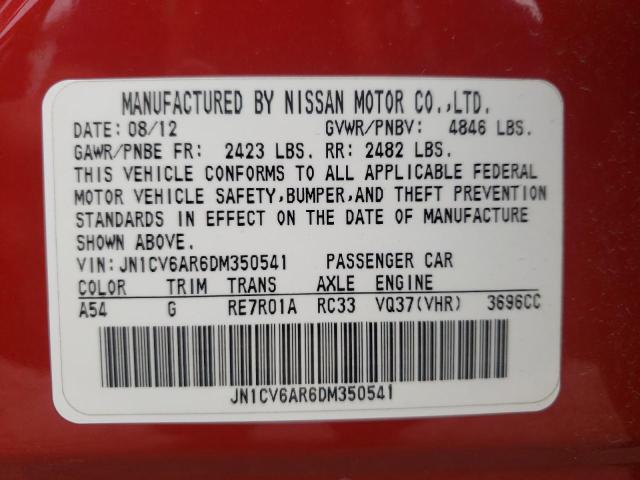 MANUFACTURED BY NISSAN MOTOR CO.,LTD.
DATE: 08/12 GVWR/PNBV: 4846 LBS.
GAWR/PNBE FR: 2423 LBS. RR: 2482 LBS.
THIS VEHICLE CONFORMS TO ALL APPLICABLE FEDERAL
MOTOR VEHICLE SAFETY,BUMPER,AND THEFT PREVENTION
STANDARDS IN EFFECT ON THE DATE OF MANUFACTURE
SHOWN ABOVE.
VIN:JN1CV6AR6DM350541 PASSENGER CAR
COLOR TRIM TRANS AXLE ENGINE
A54 G RE7R01A RC33 VQ37(VHR) 3696CC
JN1CV6AR6DM350541